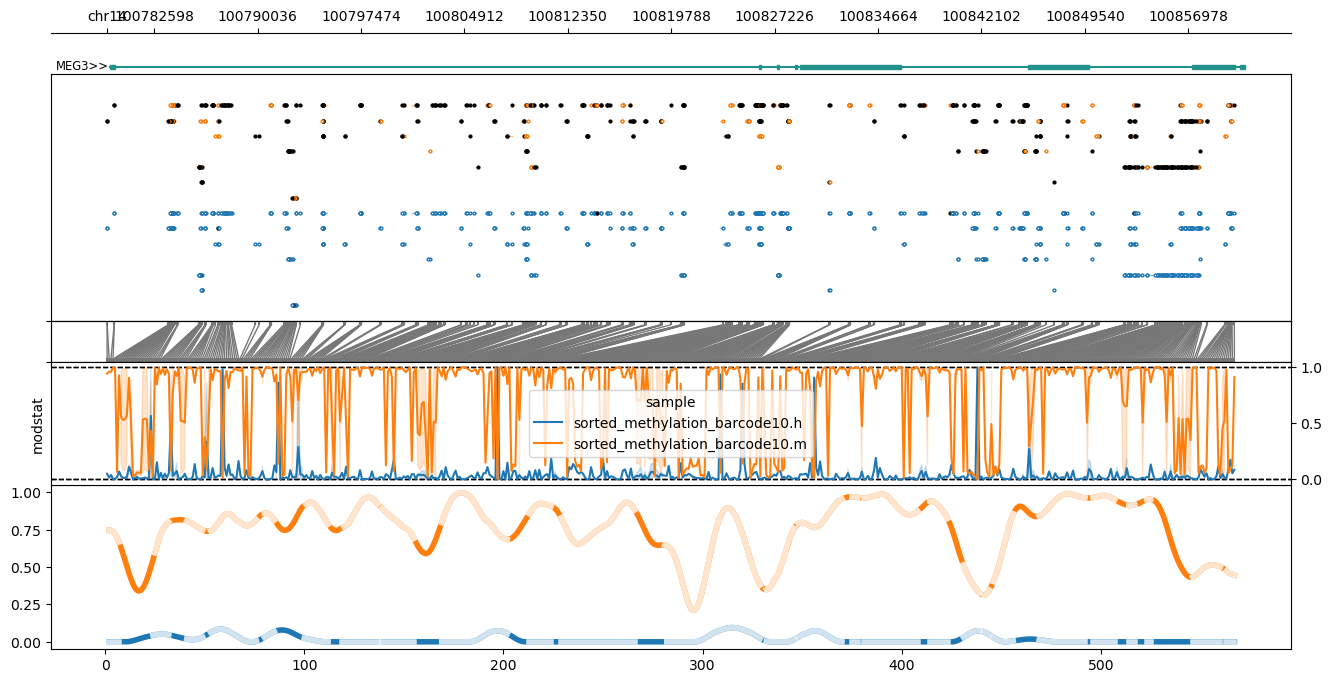 chr14 100782598 100790036 100797474 100804912 100812350 100819788 100827226 100834664 100842102 100849540 100856978
MEG3>>
modstat
1.0
0.5
0.0
sample
sorted_methylation_barcode10.h
sorted_methylation_barcode10.m
1.00
0.75
0.50
0.25
0.00
0 100 200 300 400 500